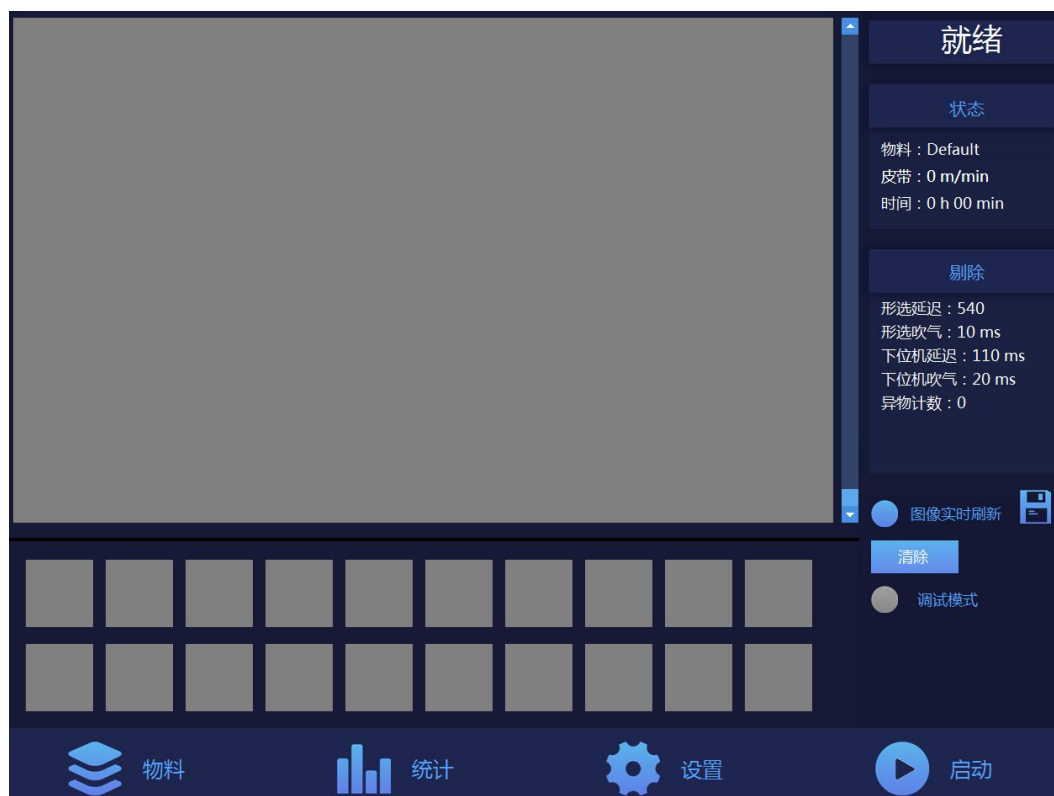 就绪
状态
物料：Default
皮带：0 m/min
时间：0 h 00 min
剔除
形选延迟：540
形选吹气：10 ms
下位机延迟：110 ms
下位机吹气：20 ms
异物计数：0
图像实时刷新
清除
调试模式
物料
统计
设置
启动